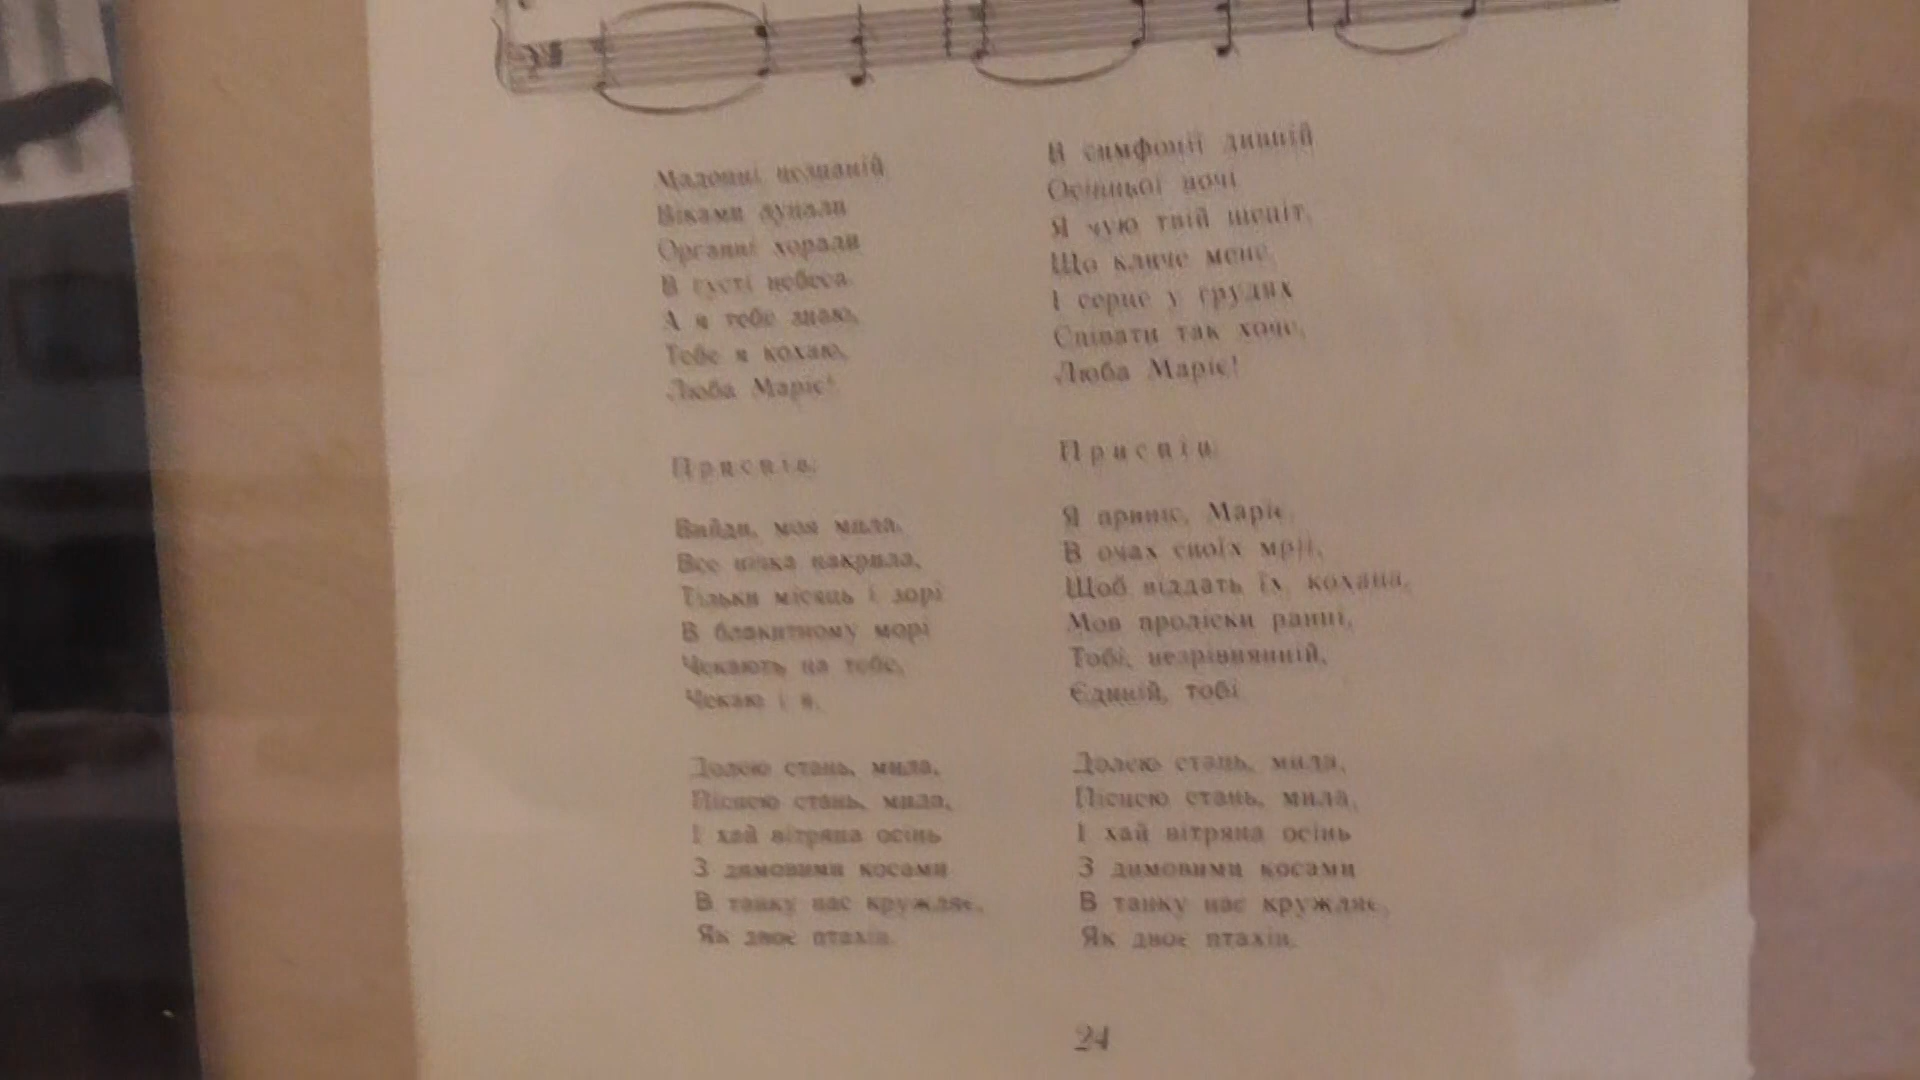 Мадонні незнаній
Віками лунали
Органні хорали
В густі небеса.
А я тебе знаю,
Тебе я кохаю,
Люба Маріє!
Приспів:
Вийди, моя мила,
Все нічка накрила,
Тільки місяць і зорі
В блакитному морі
Чекають на тебе,
Чекаю і я.
Долею стань, мила,
Піснею стань, мила,
І хай вітряна осінь
З димовими косами
В танку нас кружляє,
Як двоє птахів.
В симфонії дивній
Осінньої ночі
Я чую твій шепіт,
Що кличе мене,
І серце у грудях
Співати так хоче,
Люба Маріє!
Приспів:
Я приніс, Маріє,
В очах своїх мрії,
Щоб віддать їх, кохана,
Мов проліски ранні,
Тобі, незрівнянній,
Єдиній, тобі.
Долею стань, мила,
Піснею стань, мила,
І хай вітряна осінь
З димовими косами
В танку нас кружляє,
Як двоє птахів.
24